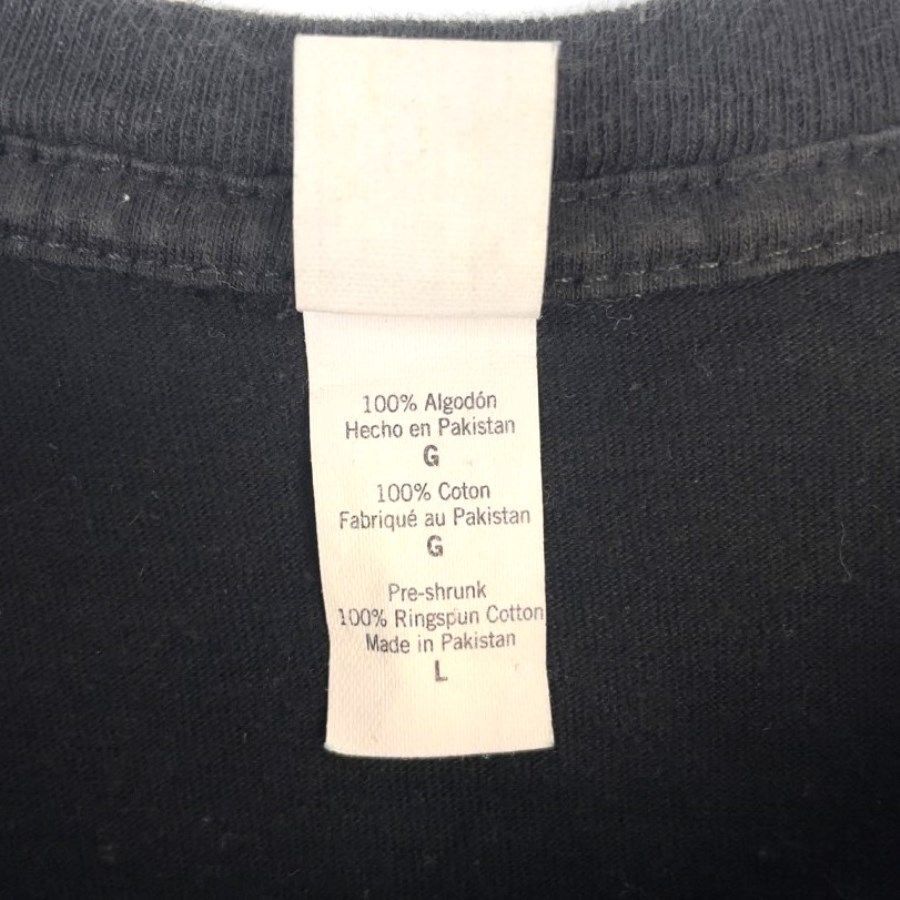 100% Algodón
Hecho en Pakistan
G
100% Coton
Fabriqué au Pakistan
G
Pre-shrunk
100% Ringspun Cotton
Made in Pakistan
L